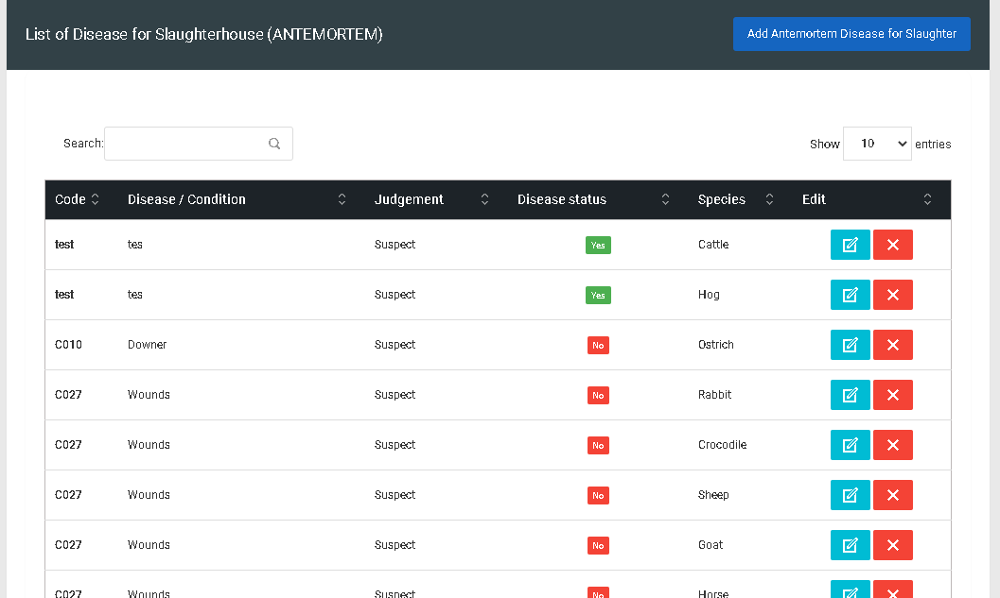 List of Disease for Slaughterhouse (ANTEMORTEM)
Add Antemortem Disease for Slaughter
Search:
Show 10 entries
Code Disease / Condition Judgement Disease status Species Edit
test tes Suspect Yes Cattle
test tes Suspect Yes Hog
C010 Downer Suspect No Ostrich
C027 Wounds Suspect No Rabbit
C027 Wounds Suspect No Crocodile
C027 Wounds Suspect No Sheep
C027 Wounds Suspect No Goat
C027 Wounds Suspect No Horse